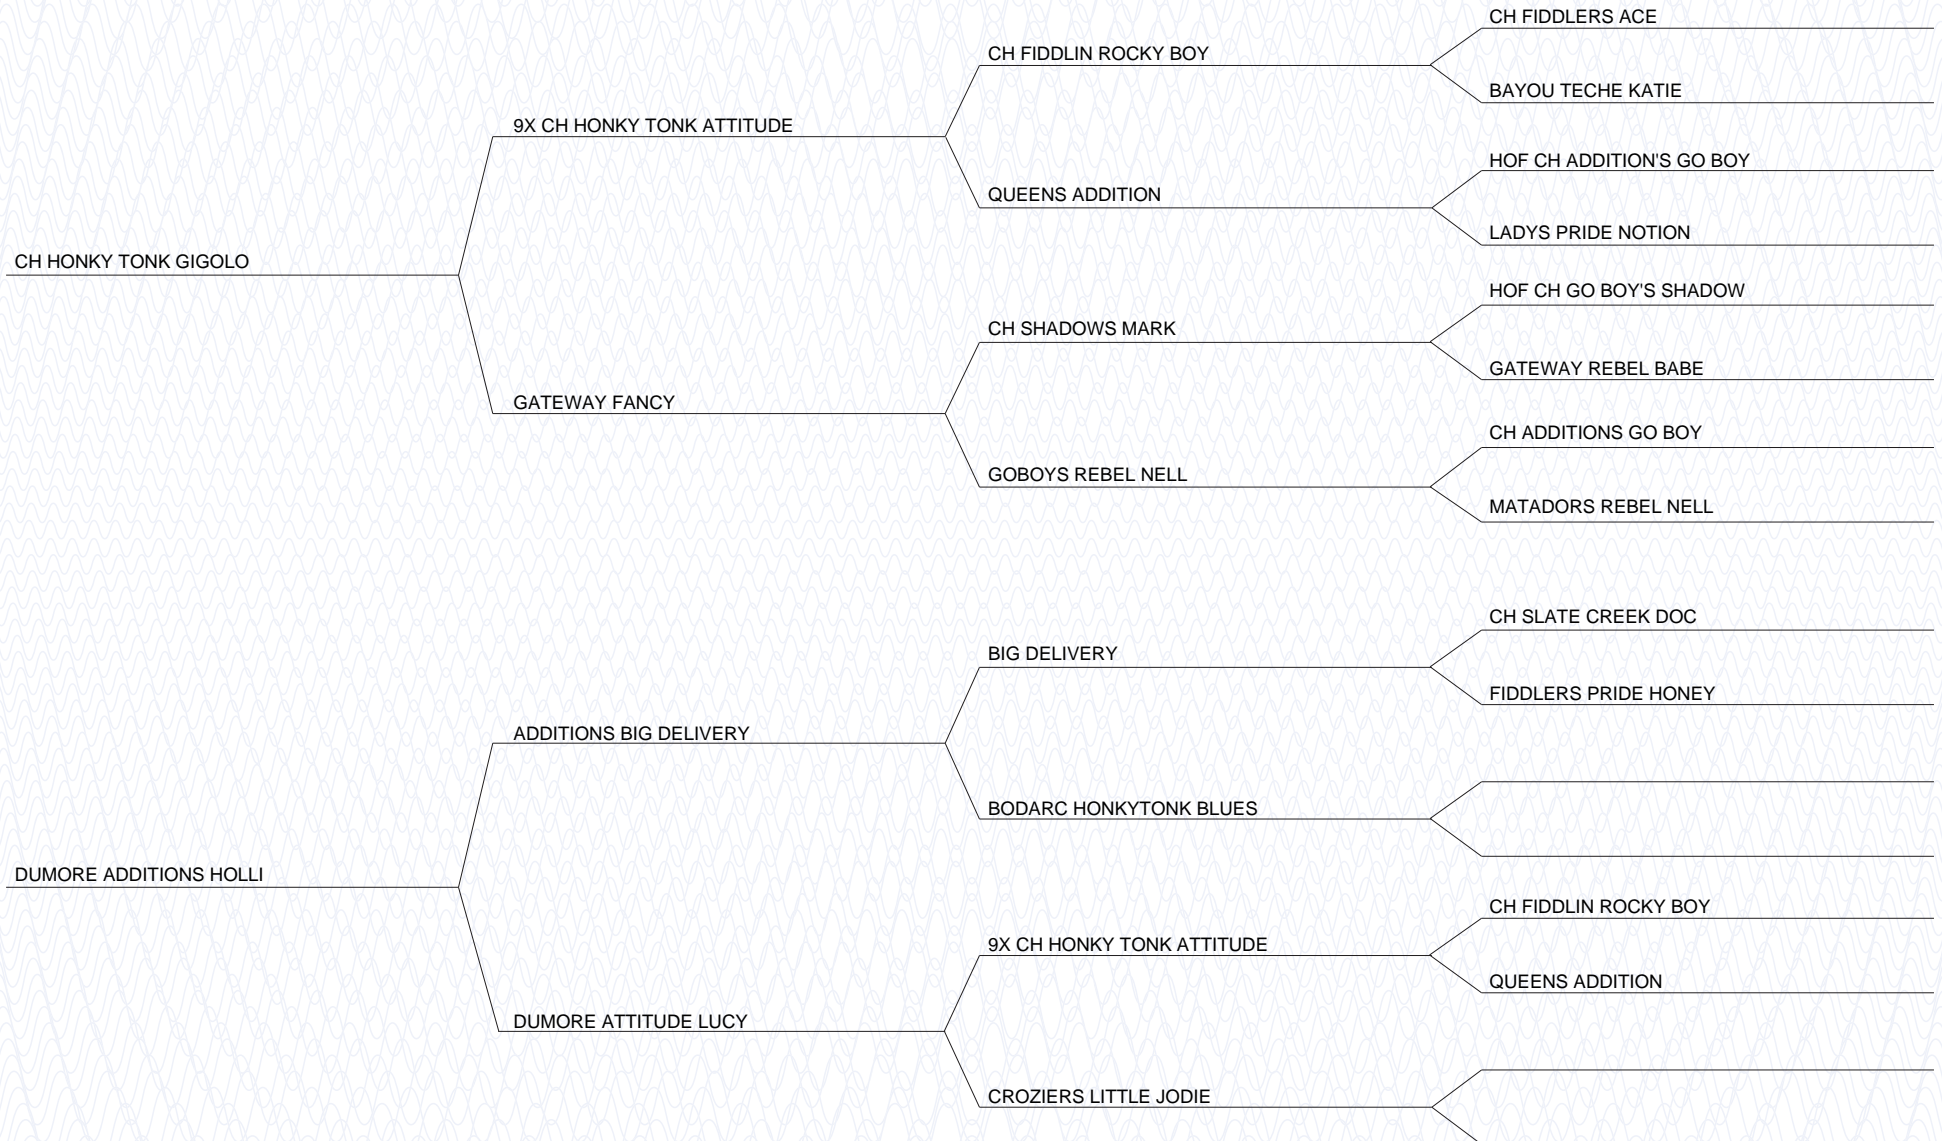 CH FIDDLERS ACE
CH FIDDLIN ROCKY BOY
BAYOU TECHE KATIE
9X CH HONKY TONK ATTITUDE
HOF CH ADDITION'S GO BOY
QUEENS ADDITION
LADYS PRIDE NOTION
CH HONKY TONK GIGOLO
HOF CH GO BOY'S SHADOW
CH SHADOWS MARK
GATEWAY REBEL BABE
GATEWAY FANCY
CH ADDITIONS GO BOY
GOBOYS REBEL NELL
MATADORS REBEL NELL
CH SLATE CREEK DOC
BIG DELIVERY
FIDDLERS PRIDE HONEY
ADDITIONS BIG DELIVERY
BODARC HONKYTONK BLUES
DUMORE ADDITIONS HOLLI
CH FIDDLIN ROCKY BOY
9X CH HONKY TONK ATTITUDE
QUEENS ADDITION
DUMORE ATTITUDE LUCY
CROZIERS LITTLE JODIE